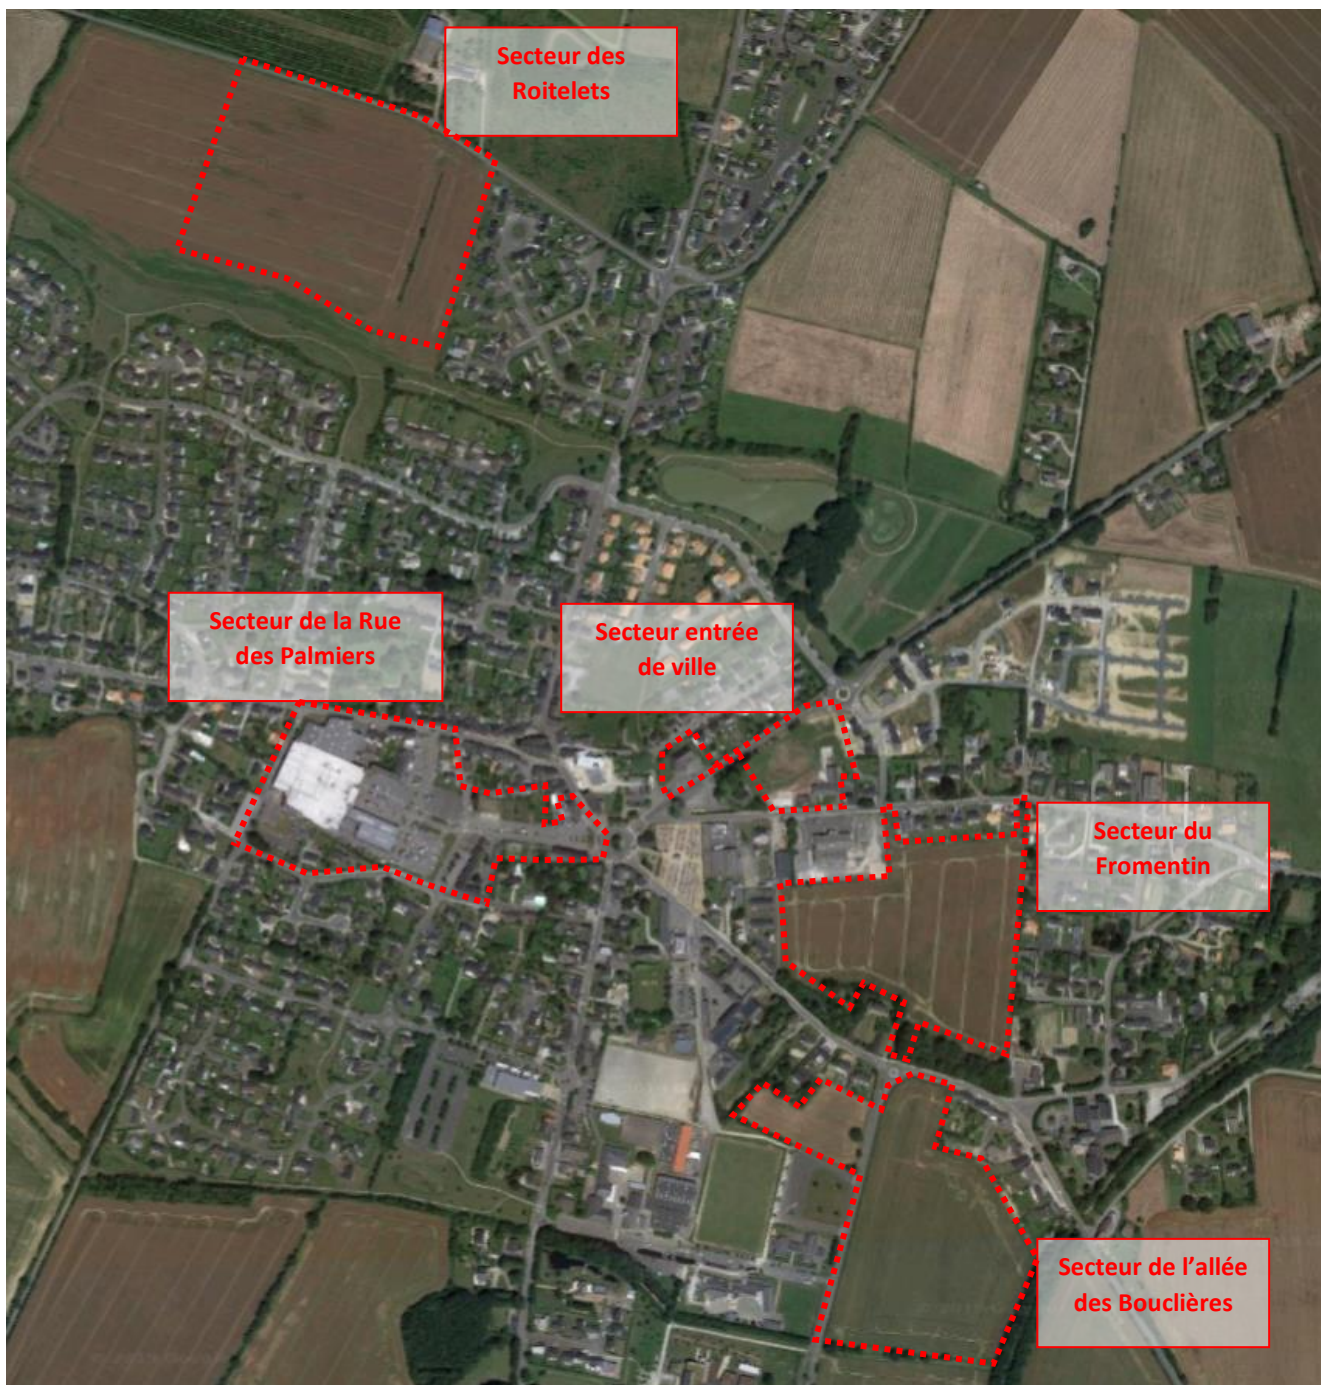 Secteur des
Roitelets
Secteur de la Rue
des Palmiers
Secteur entrée
de ville
Secteur du
Fromentin
Secteur de l’allée
des Bouclières